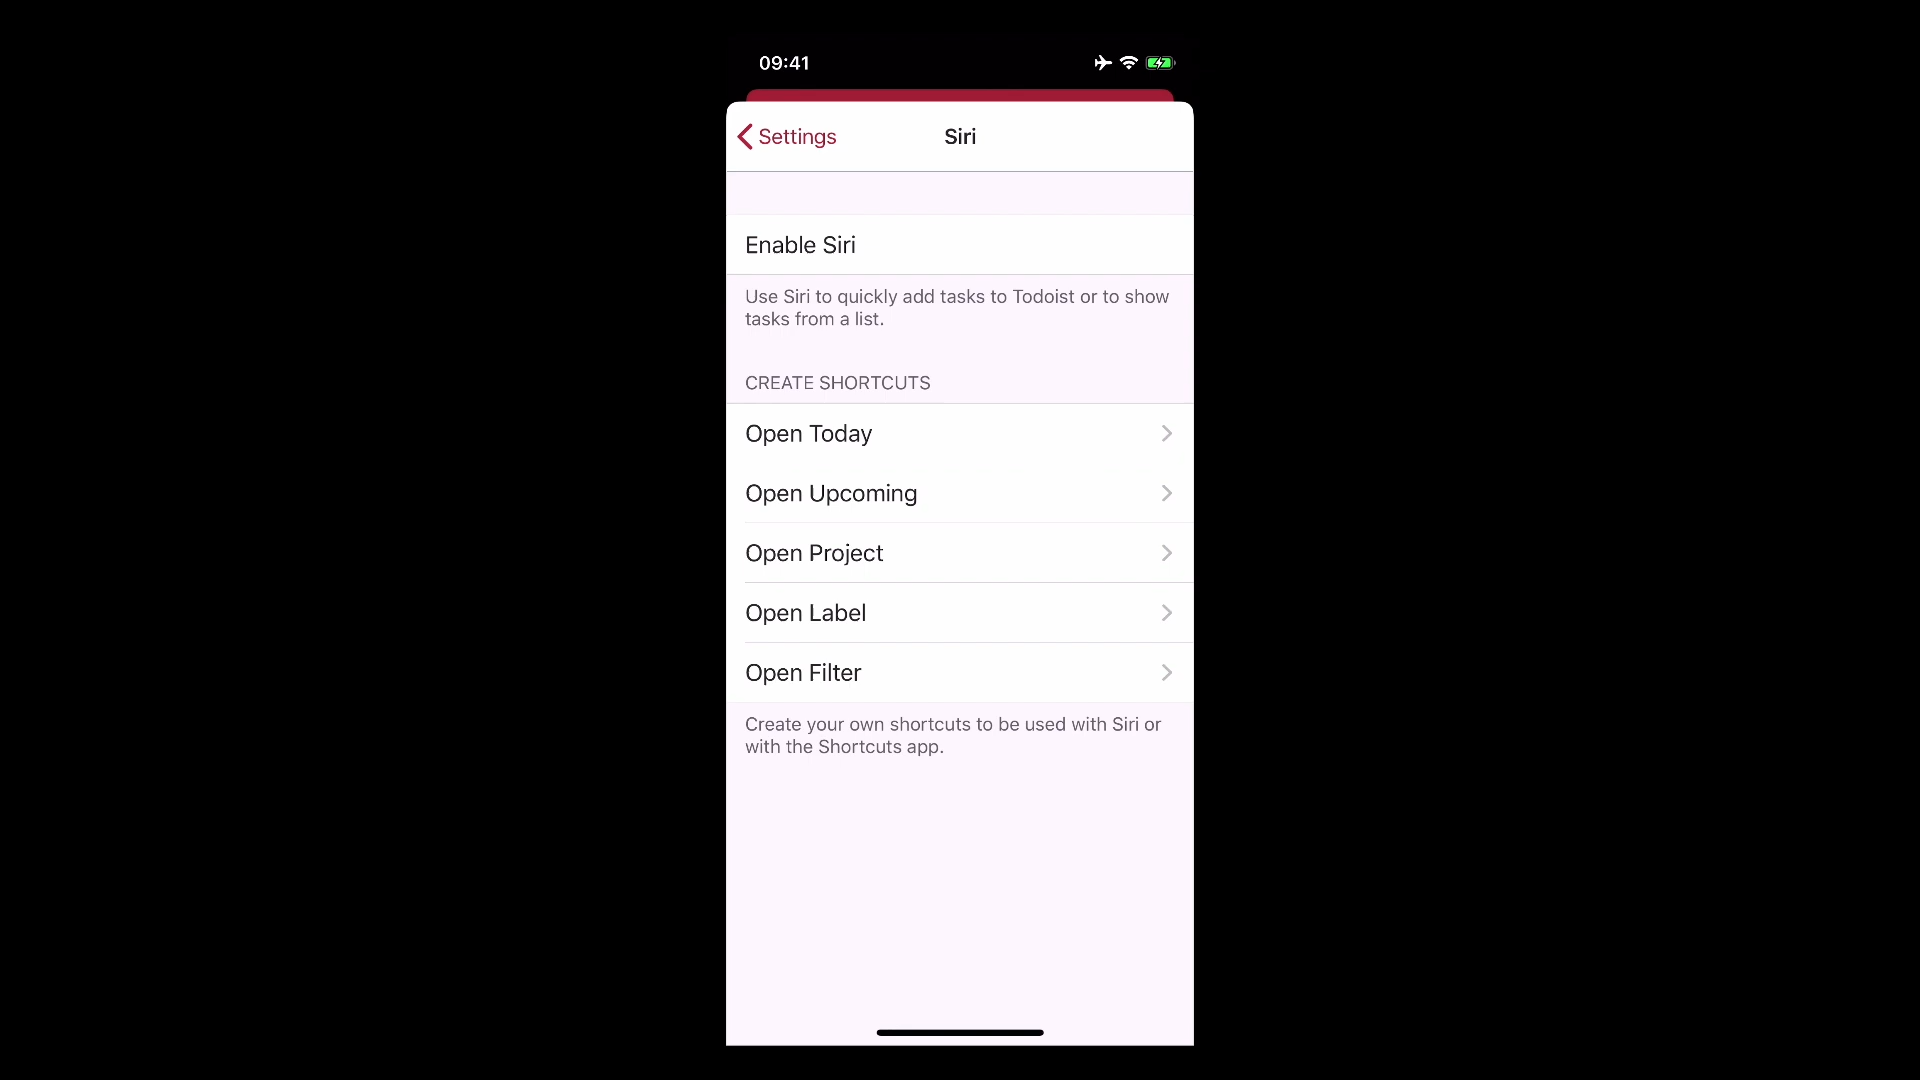 09:41
Settings
Siri
Enable Siri
Use Siri to quickly add tasks to Todoist or to show
tasks from a list.
CREATE SHORTCUTS
Open Today
Open Upcoming
Open Project
Open Label
Open Filter
Create your own shortcuts to be used with Siri or
with the Shortcuts app.